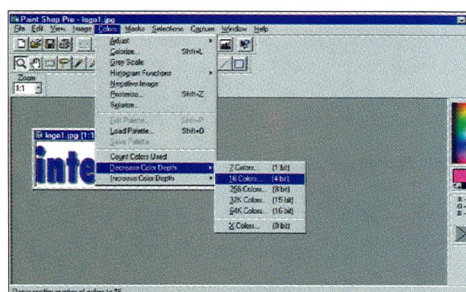 Paint Shop Pro - logo1.jpg
File Edit View Image Colors Masks Selections Capture Window Help
Adjust
Colorize... Shift+L
Grey Scale
Histogram Functions
Negative Image
Posterize... Shift+Z
Solarize...
Edit Palette... Shift+P
Load Palette... Shift+O
Save Palette...
Count Colors Used
Decrease Color Depth
Increase Color Depth
2 Colors... (1 bit)
16 Colors... (4 bit)
256 Colors... (8 bit)
32K Colors... (15 bit)
64K Colors... (16 bit)
X Colors... (8 bit)
Zoom
1:1
logo1.jpg [1:1
inte